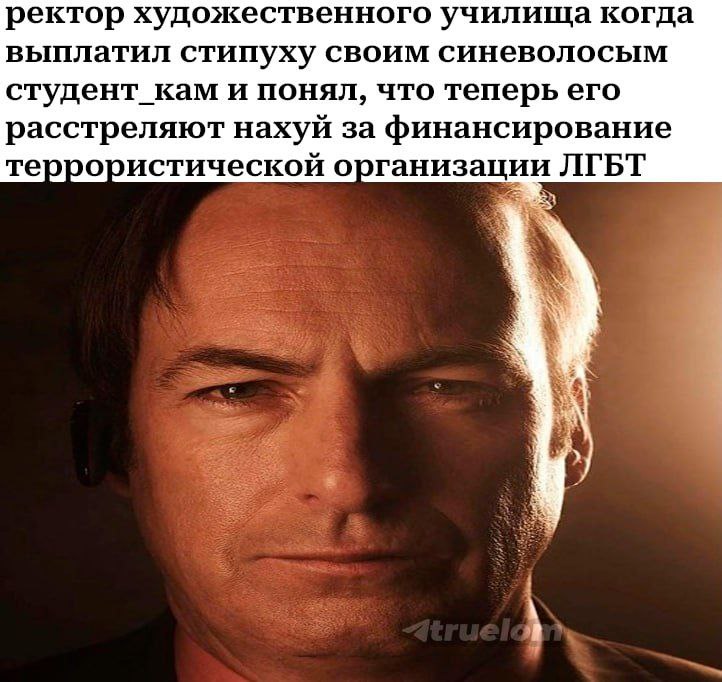 ректор художественного училища когда
выплатил стипуху своим синеволосым
студент_кам и понял, что теперь его
расстреляют нахуй за финансирование
террористической организации ЛГБТ
truelom